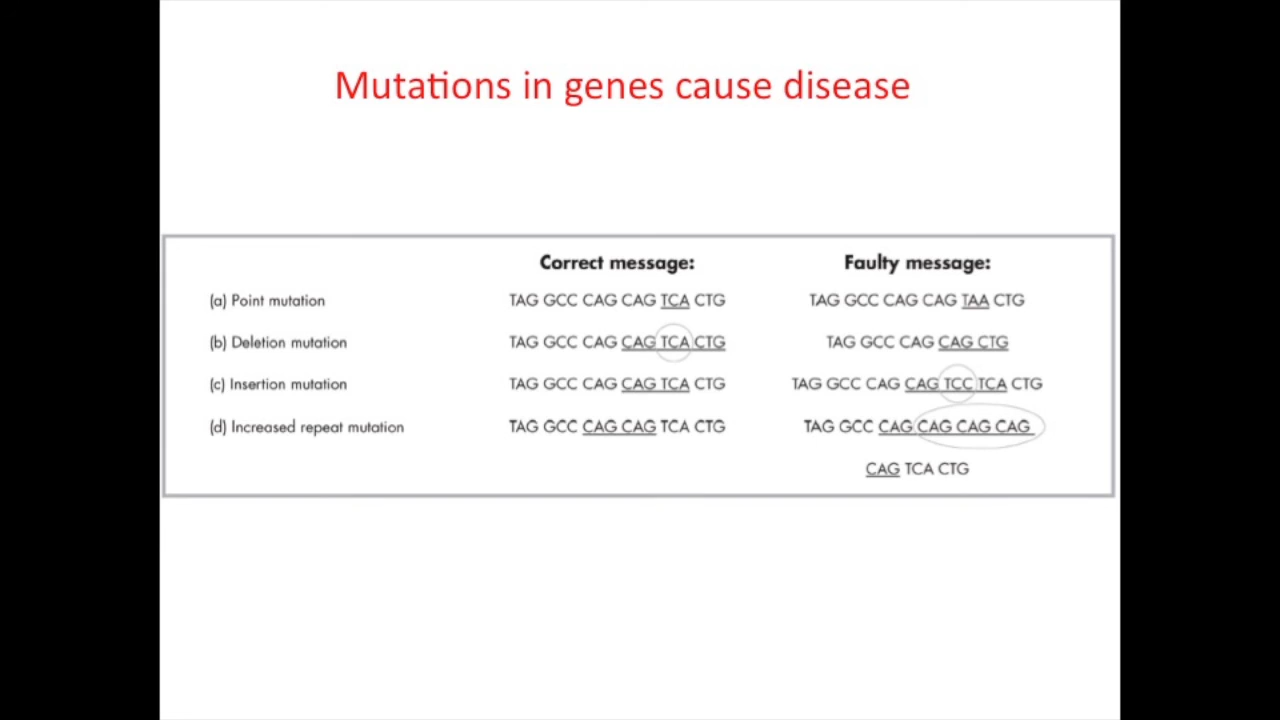 Mutations in genes cause disease
Correct message: Faulty message:
(a) Point mutation TAG GCC CAG CAG TCA CTG TAG GCC CAG CAG TAA CTG
(b) Deletion mutation TAG GCC CAG CAG TCA CTG TAG GCC CAG CAG CTG
(c) Insertion mutation TAG GCC CAG CAG TCA CTG TAG GCC CAG CAG TCC TCA CTG
(d) Increased repeat mutation TAG GCC CAG CAG TCA CTG TAG GCC CAG CAG CAG CAG
CAG TCA CTG